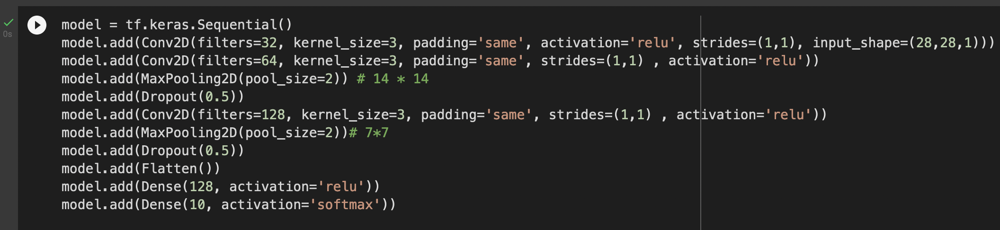 model = tf.keras.Sequential()
model.add(Conv2D(filters=32, kernel_size=3, padding='same', activation='relu', strides=(1,1), input_shape=(28,28,1)))
model.add(Conv2D(filters=64, kernel_size=3, padding='same', strides=(1,1) , activation='relu'))
model.add(MaxPooling2D(pool_size=2)) # 14 * 14
model.add(Dropout(0.5))
model.add(Conv2D(filters=128, kernel_size=3, padding='same', strides=(1,1) , activation='relu'))
model.add(MaxPooling2D(pool_size=2))# 7*7
model.add(Dropout(0.5))
model.add(Flatten())
model.add(Dense(128, activation='relu'))
model.add(Dense(10, activation='softmax'))
0s